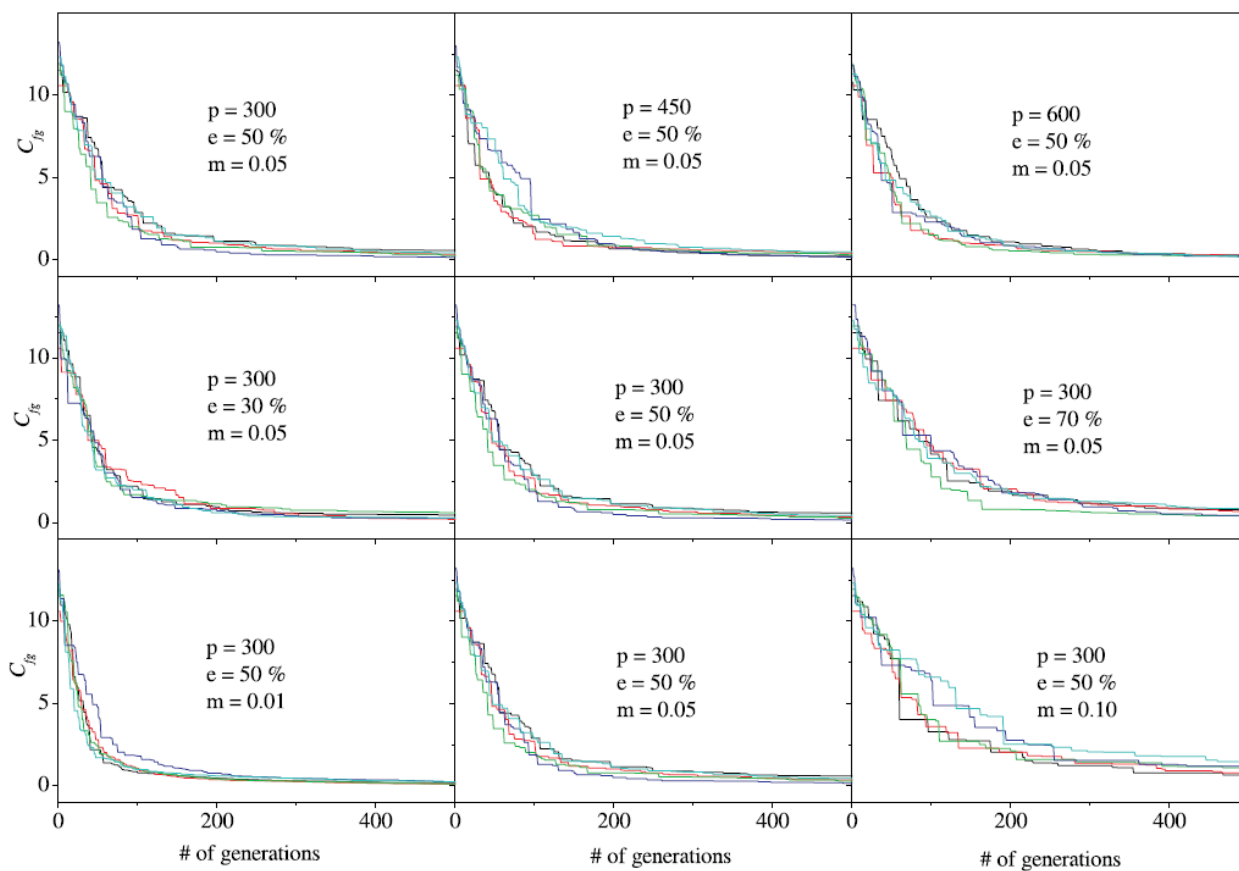 10
5
0
C_fg
p = 300
e = 50 %
m = 0.05
p = 450
e = 50 %
m = 0.05
p = 600
e = 50 %
m = 0.05
10
5
0
C_fg
p = 300
e = 30 %
m = 0.05
p = 300
e = 50 %
m = 0.05
p = 300
e = 70 %
m = 0.05
10
5
0
C_fg
p = 300
e = 50 %
m = 0.01
p = 300
e = 50 %
m = 0.05
p = 300
e = 50 %
m = 0.10
0 200 400 0 200 400 0 200 400
# of generations # of generations # of generations